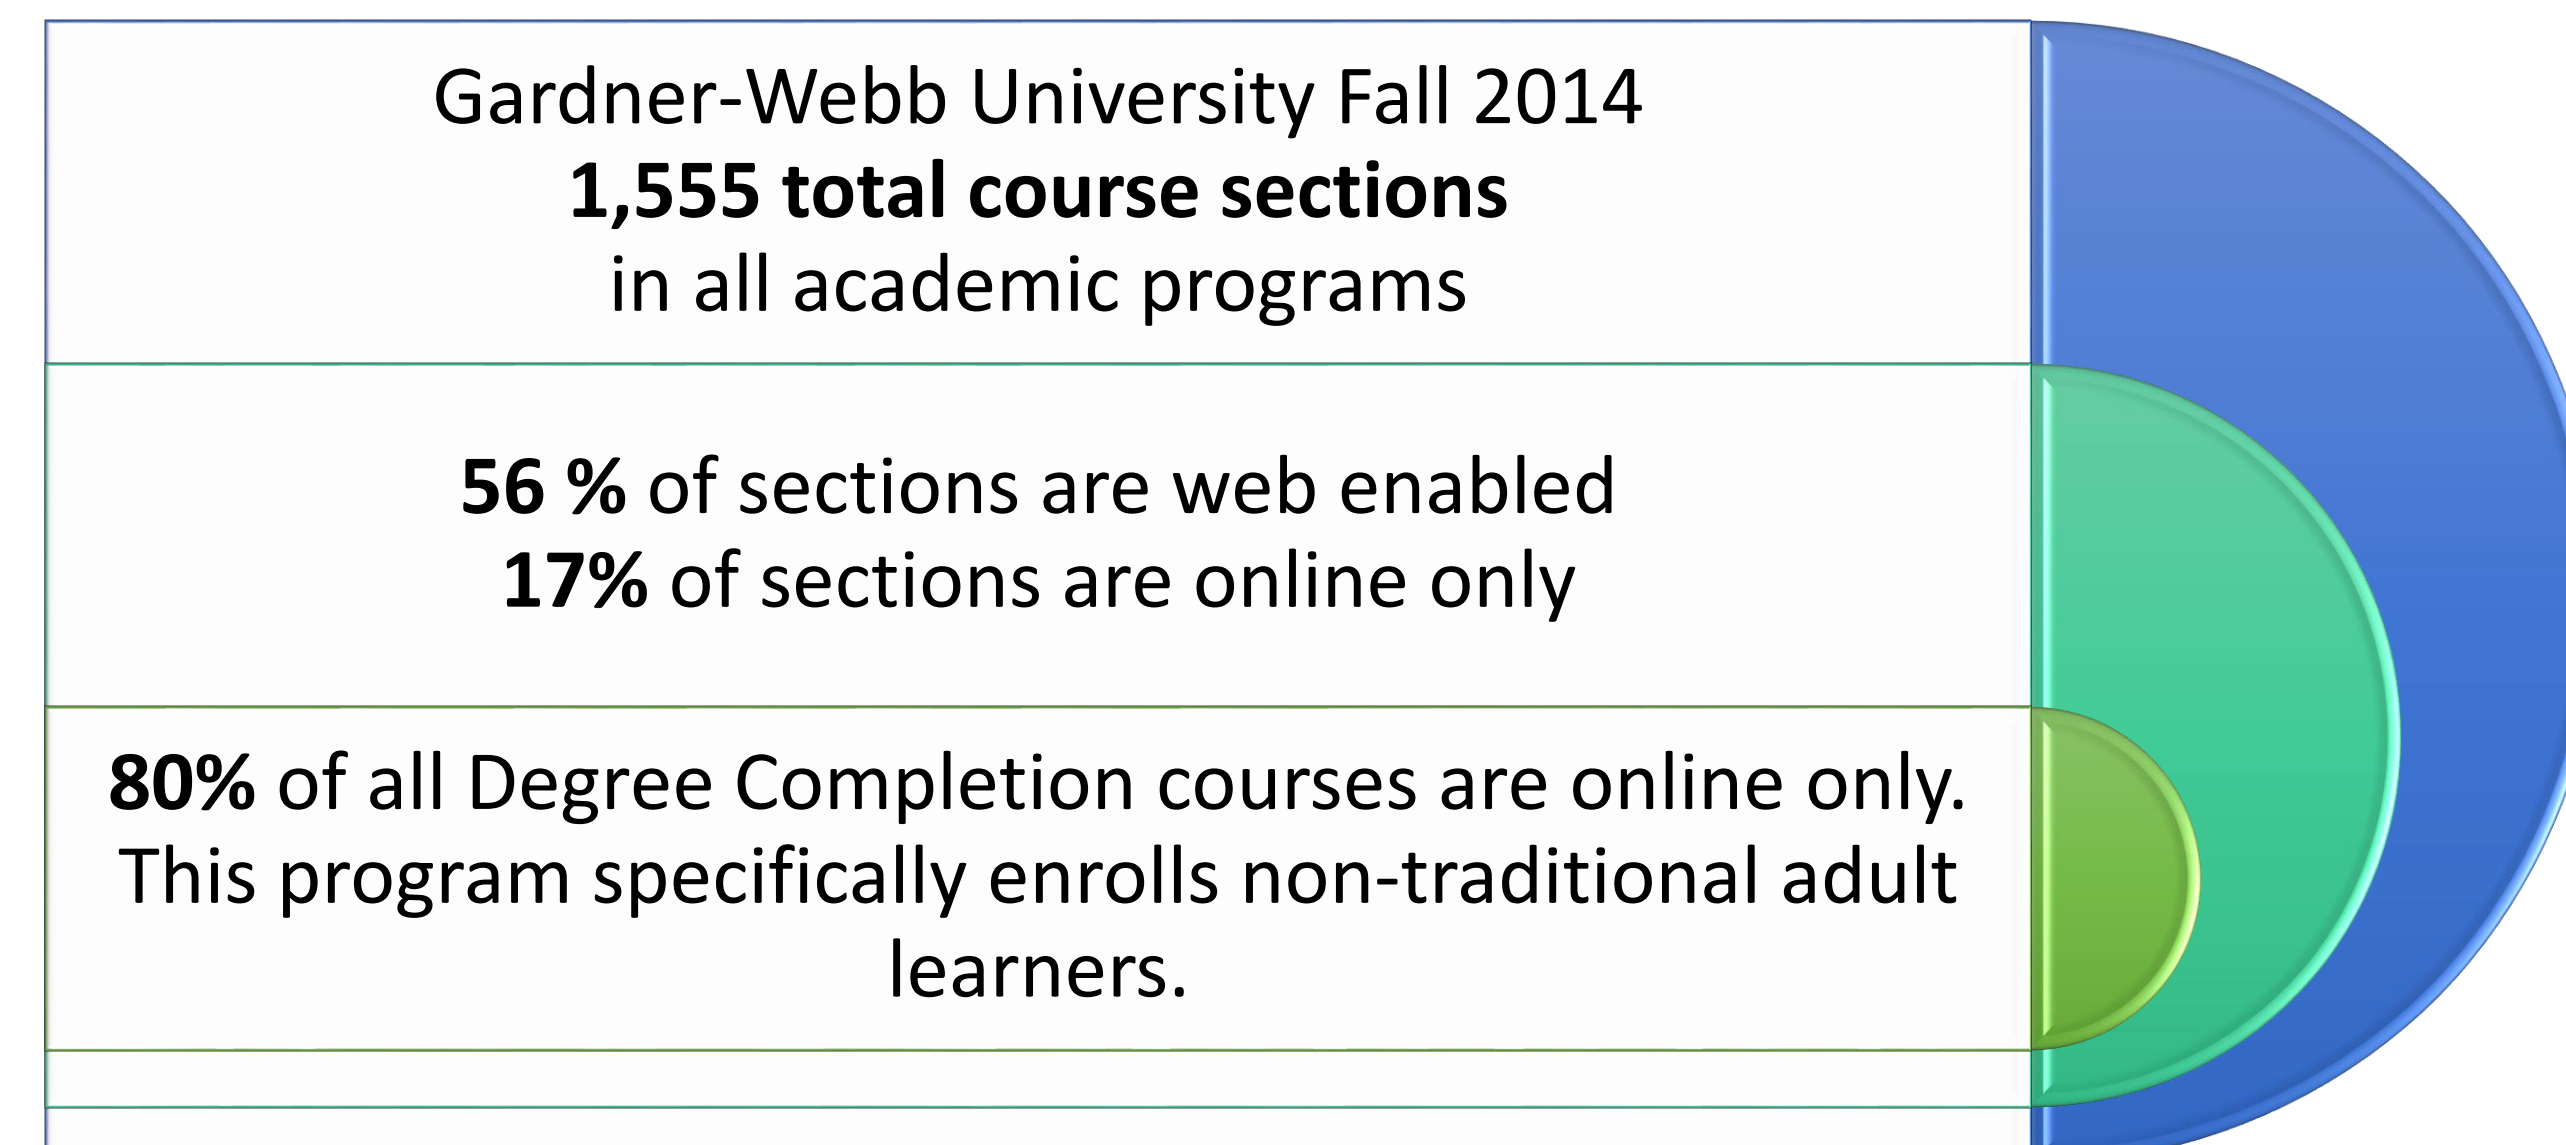 Gardner-Webb University Fall 2014
1,555 total course sections
in all academic programs
56 % of sections are web enabled
17% of sections are online only
80% of all Degree Completion courses are online only.
This program specifically enrolls non-traditional adult
learners.